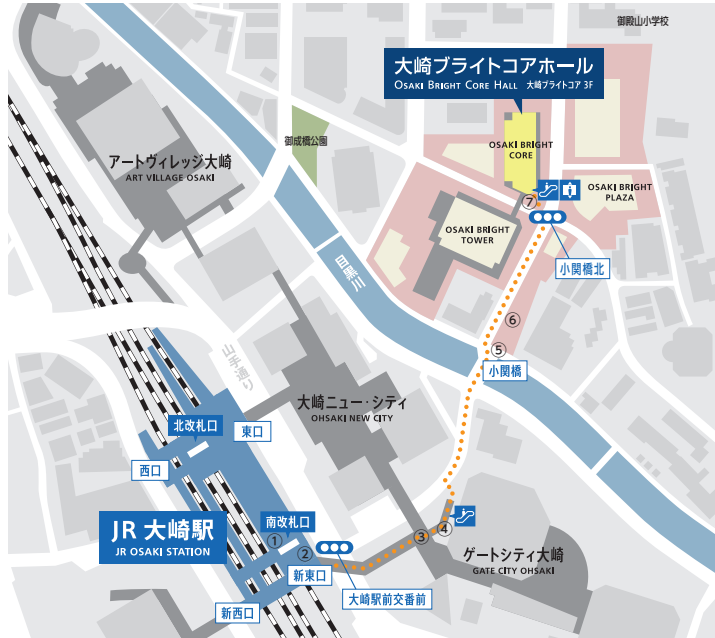 御殿山小学校
大崎ブライトコアホール
OSAKI BRIGHT CORE HALL 大崎ブライトコア 3F
御成橋公園
OSAKI BRIGHT
CORE
アートヴィレッジ大崎
ART VILLAGE OSAKI
OSAKI BRIGHT
PLAZA
⑦
OSAKI BRIGHT
TOWER
小関橋北
目黒川
⑥
⑤
小関橋
山手通り
大崎ニュー・シティ
OHSAKI NEW CITY
北改札口
東口
西口
JR 大崎駅
JR OSAKI STATION
南改札口
①
②
③
④
新東口
ゲートシティ大崎
GATE CITY OHSAKI
大崎駅前交番前
新西口